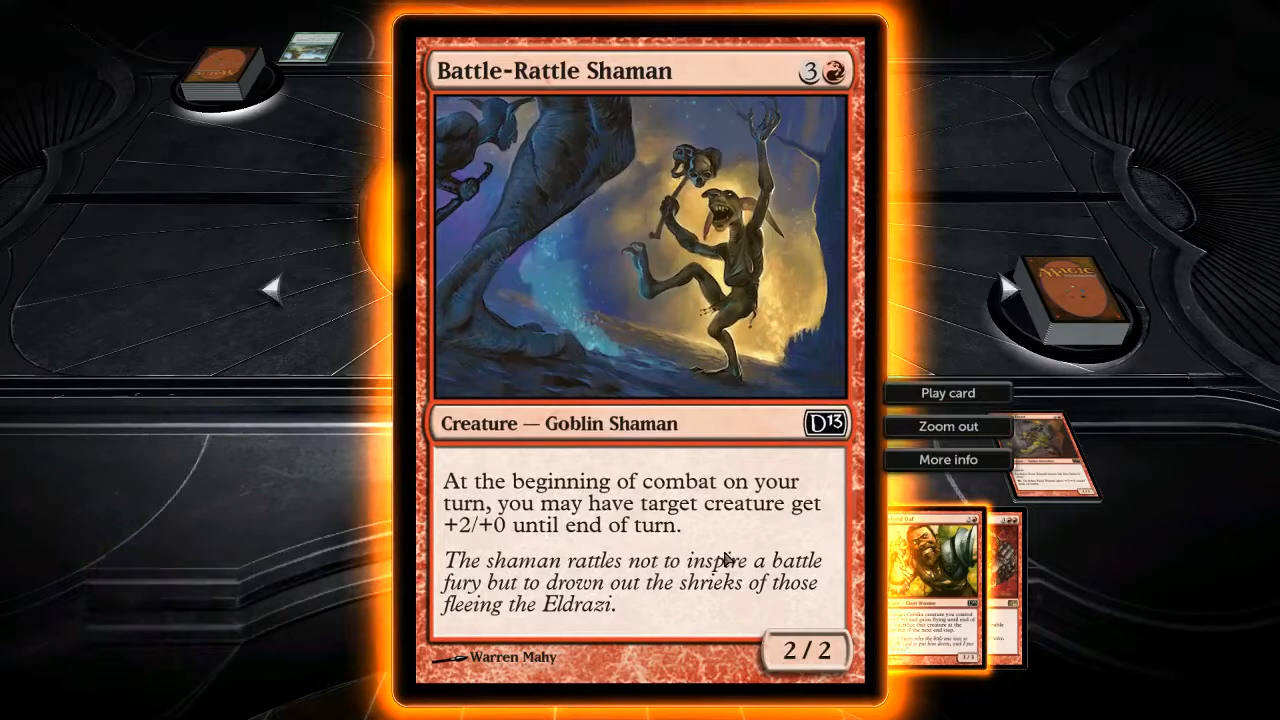 Battle-Rattle Shaman
3
Creature — Goblin Shaman
D13
At the beginning of combat on your
turn, you may have target creature get
+2/+0 until end of turn.
The shaman rattles not to inspire a battle
fury but to drown out the shrieks of those
fleeing the Eldrazi.
Warren Mahy
2 / 2
MAGIC
Play card
Zoom out
More info